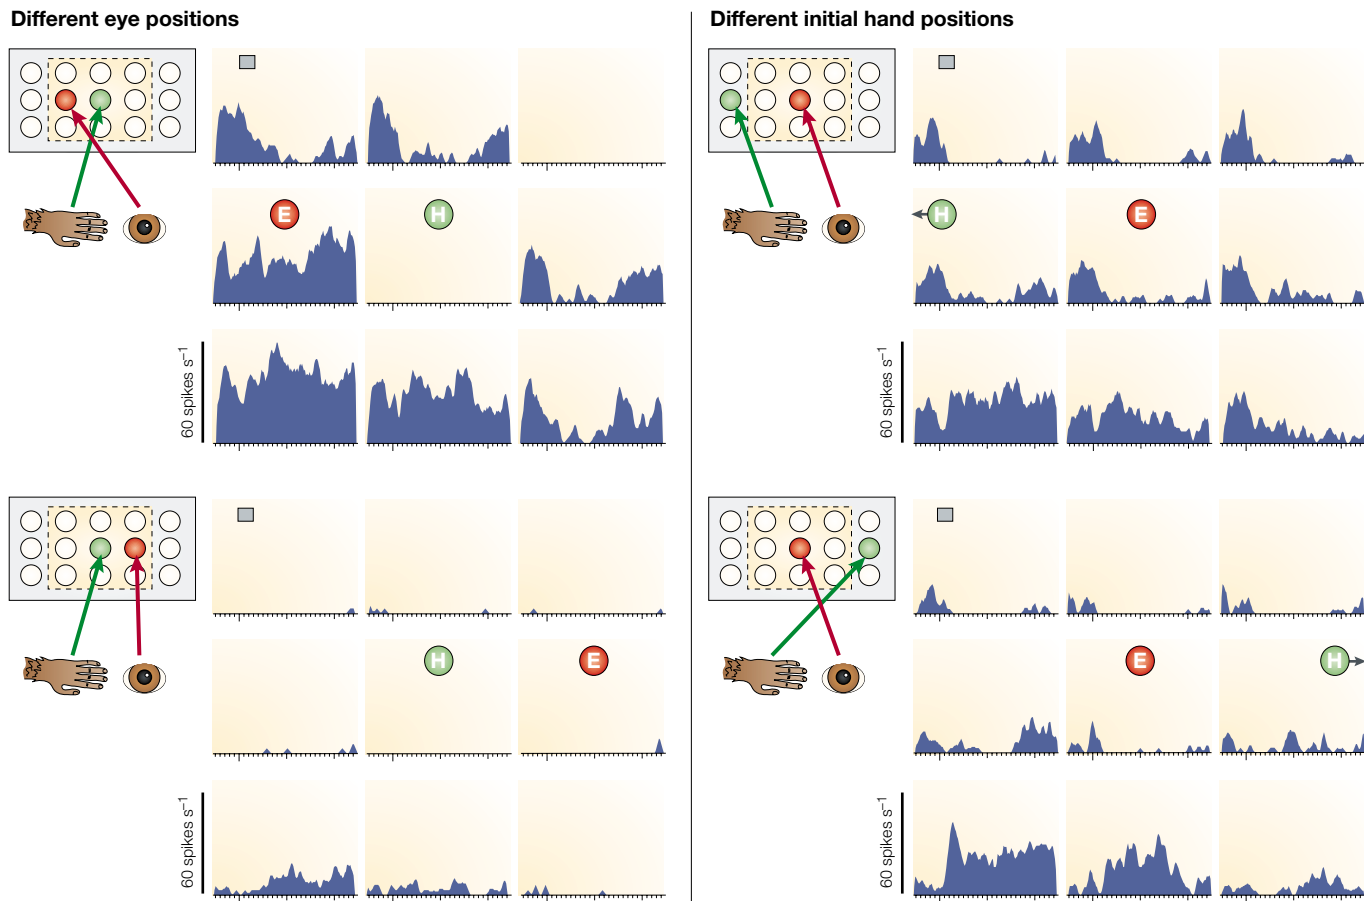 Different eye positions
Different initial hand positions
E
H
H
E
60 spikes s⁻¹
60 spikes s⁻¹
H
E
E
H
60 spikes s⁻¹
60 spikes s⁻¹